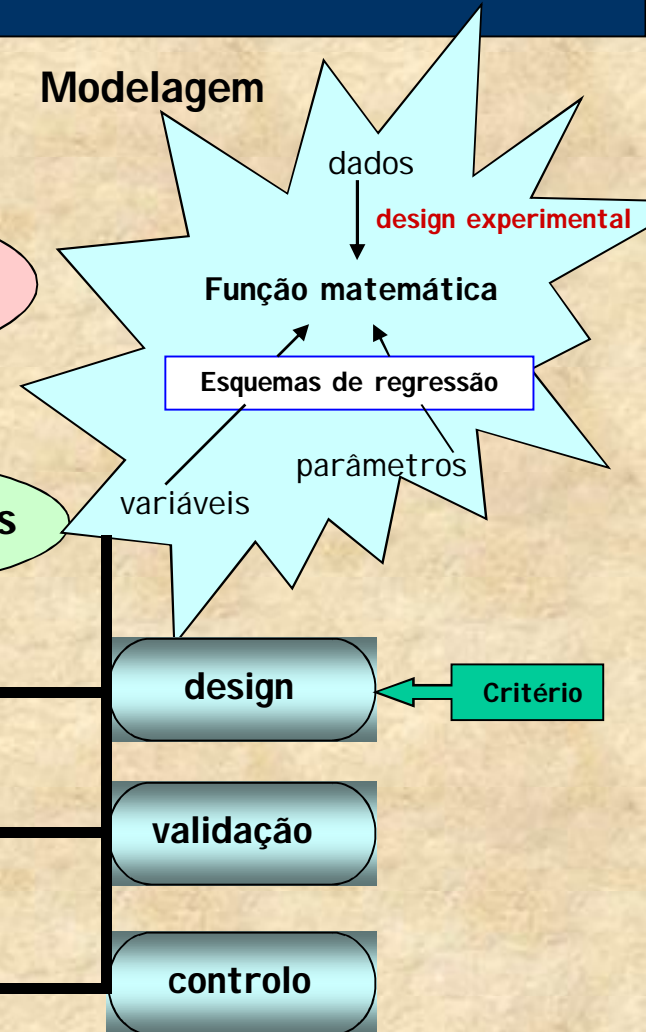 Modelagem
dados
design experimental
Função matemática
Esquemas de regressão
parâmetros
variáveis
s
design
Critério
validação
controlo